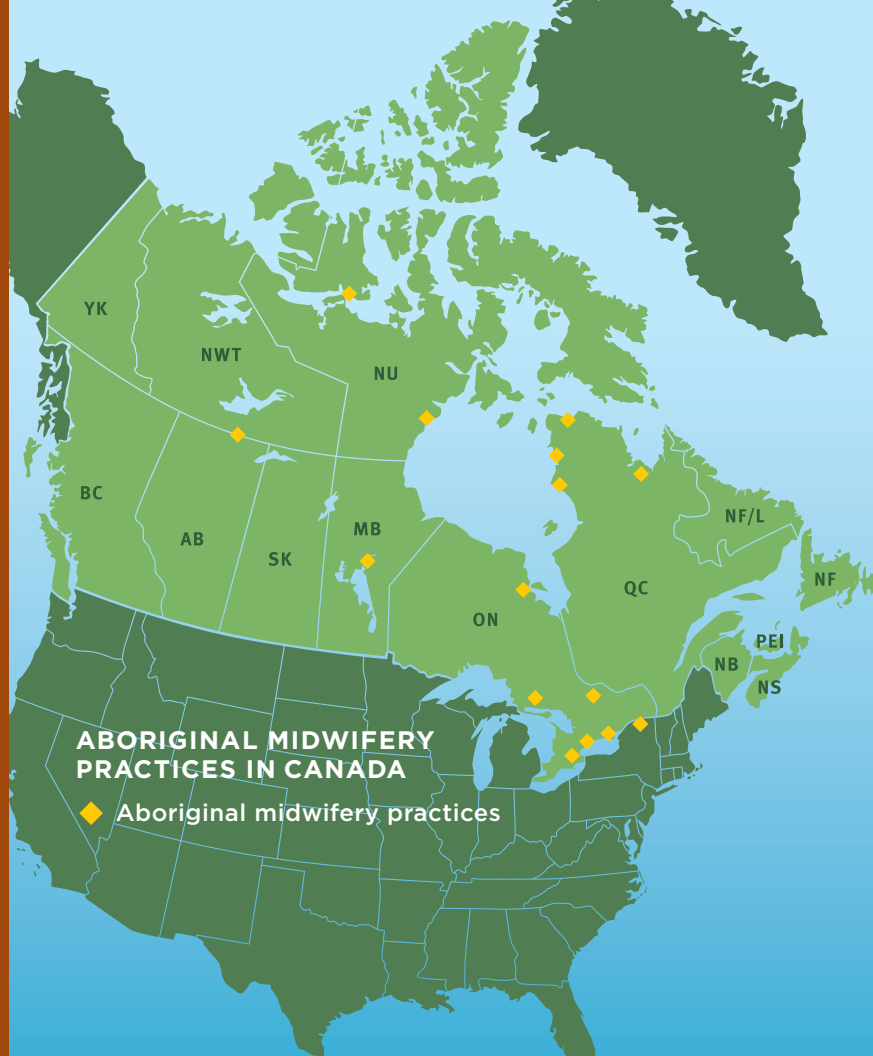 YK
NWT
NU
BC
AB
SK
MB
ON
QC
NF/L
NF
PEI
NB
NS
ABORIGINAL MIDWIFERY
PRACTICES IN CANADA
Aboriginal midwifery practices